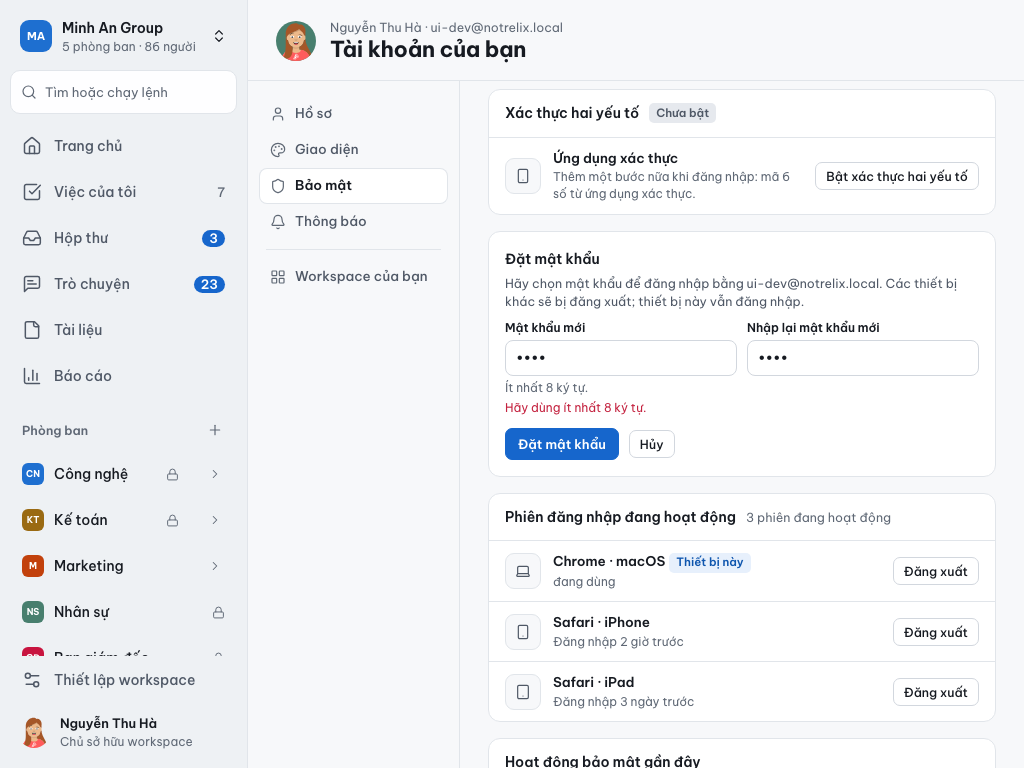 MA
Minh An Group
5 phòng ban · 86 người
Tìm hoặc chạy lệnh
Trang chủ
Việc của tôi
7
Hộp thư
3
Trò chuyện
23
Tài liệu
Báo cáo
Phòng ban
CN
Công nghệ
KT
Kế toán
M
Marketing
NS
Nhân sự
Ban giám đốc
Thiết lập workspace
Nguyễn Thu Hà
Chủ sở hữu workspace
Nguyễn Thu Hà · ui-dev@notrelix.local
Tài khoản của bạn
Hồ sơ
Giao diện
Bảo mật
Thông báo
Workspace của bạn
Xác thực hai yếu tố
Chưa bật
Ứng dụng xác thực
Thêm một bước nữa khi đăng nhập: mã 6
số từ ứng dụng xác thực.
Bật xác thực hai yếu tố
Đặt mật khẩu
Hãy chọn mật khẩu để đăng nhập bằng ui-dev@notrelix.local. Các thiết bị
khác sẽ bị đăng xuất; thiết bị này vẫn đăng nhập.
Mật khẩu mới
Nhập lại mật khẩu mới
••••
••••
Ít nhất 8 ký tự.
Hãy dùng ít nhất 8 ký tự.
Đặt mật khẩu
Hủy
Phiên đăng nhập đang hoạt động
3 phiên đang hoạt động
Chrome · macOS
Thiết bị này
đang dùng
Đăng xuất
Safari · iPhone
Đăng nhập 2 giờ trước
Đăng xuất
Safari · iPad
Đăng nhập 3 ngày trước
Đăng xuất
Hoạt động bảo mật gần đây